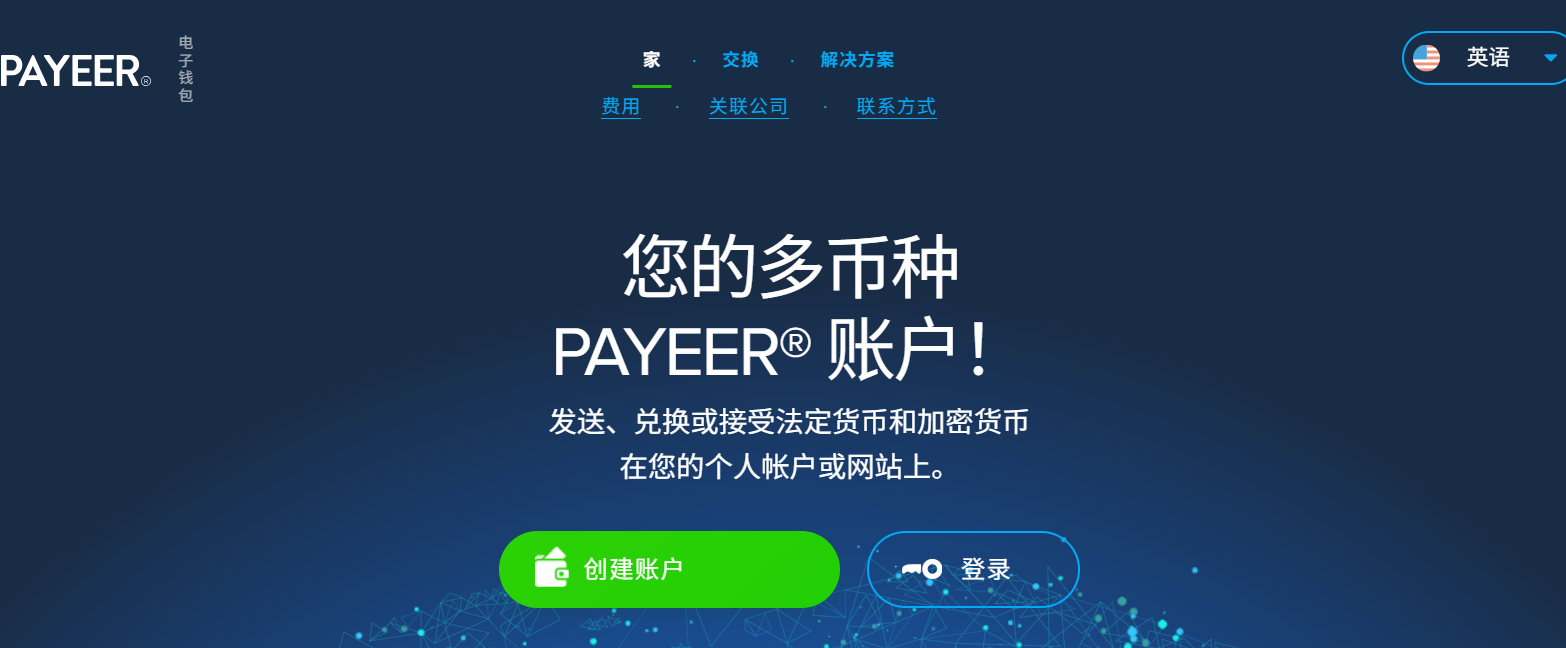 PAYEER®
电子钱包
家 · 交换 · 解决方案
费用 · 关联公司 · 联系方式
英语
您的多币种
PAYEER® 账户！
发送、兑换或接受法定货币和加密货币
在您的个人帐户或网站上。
创建账户
登录